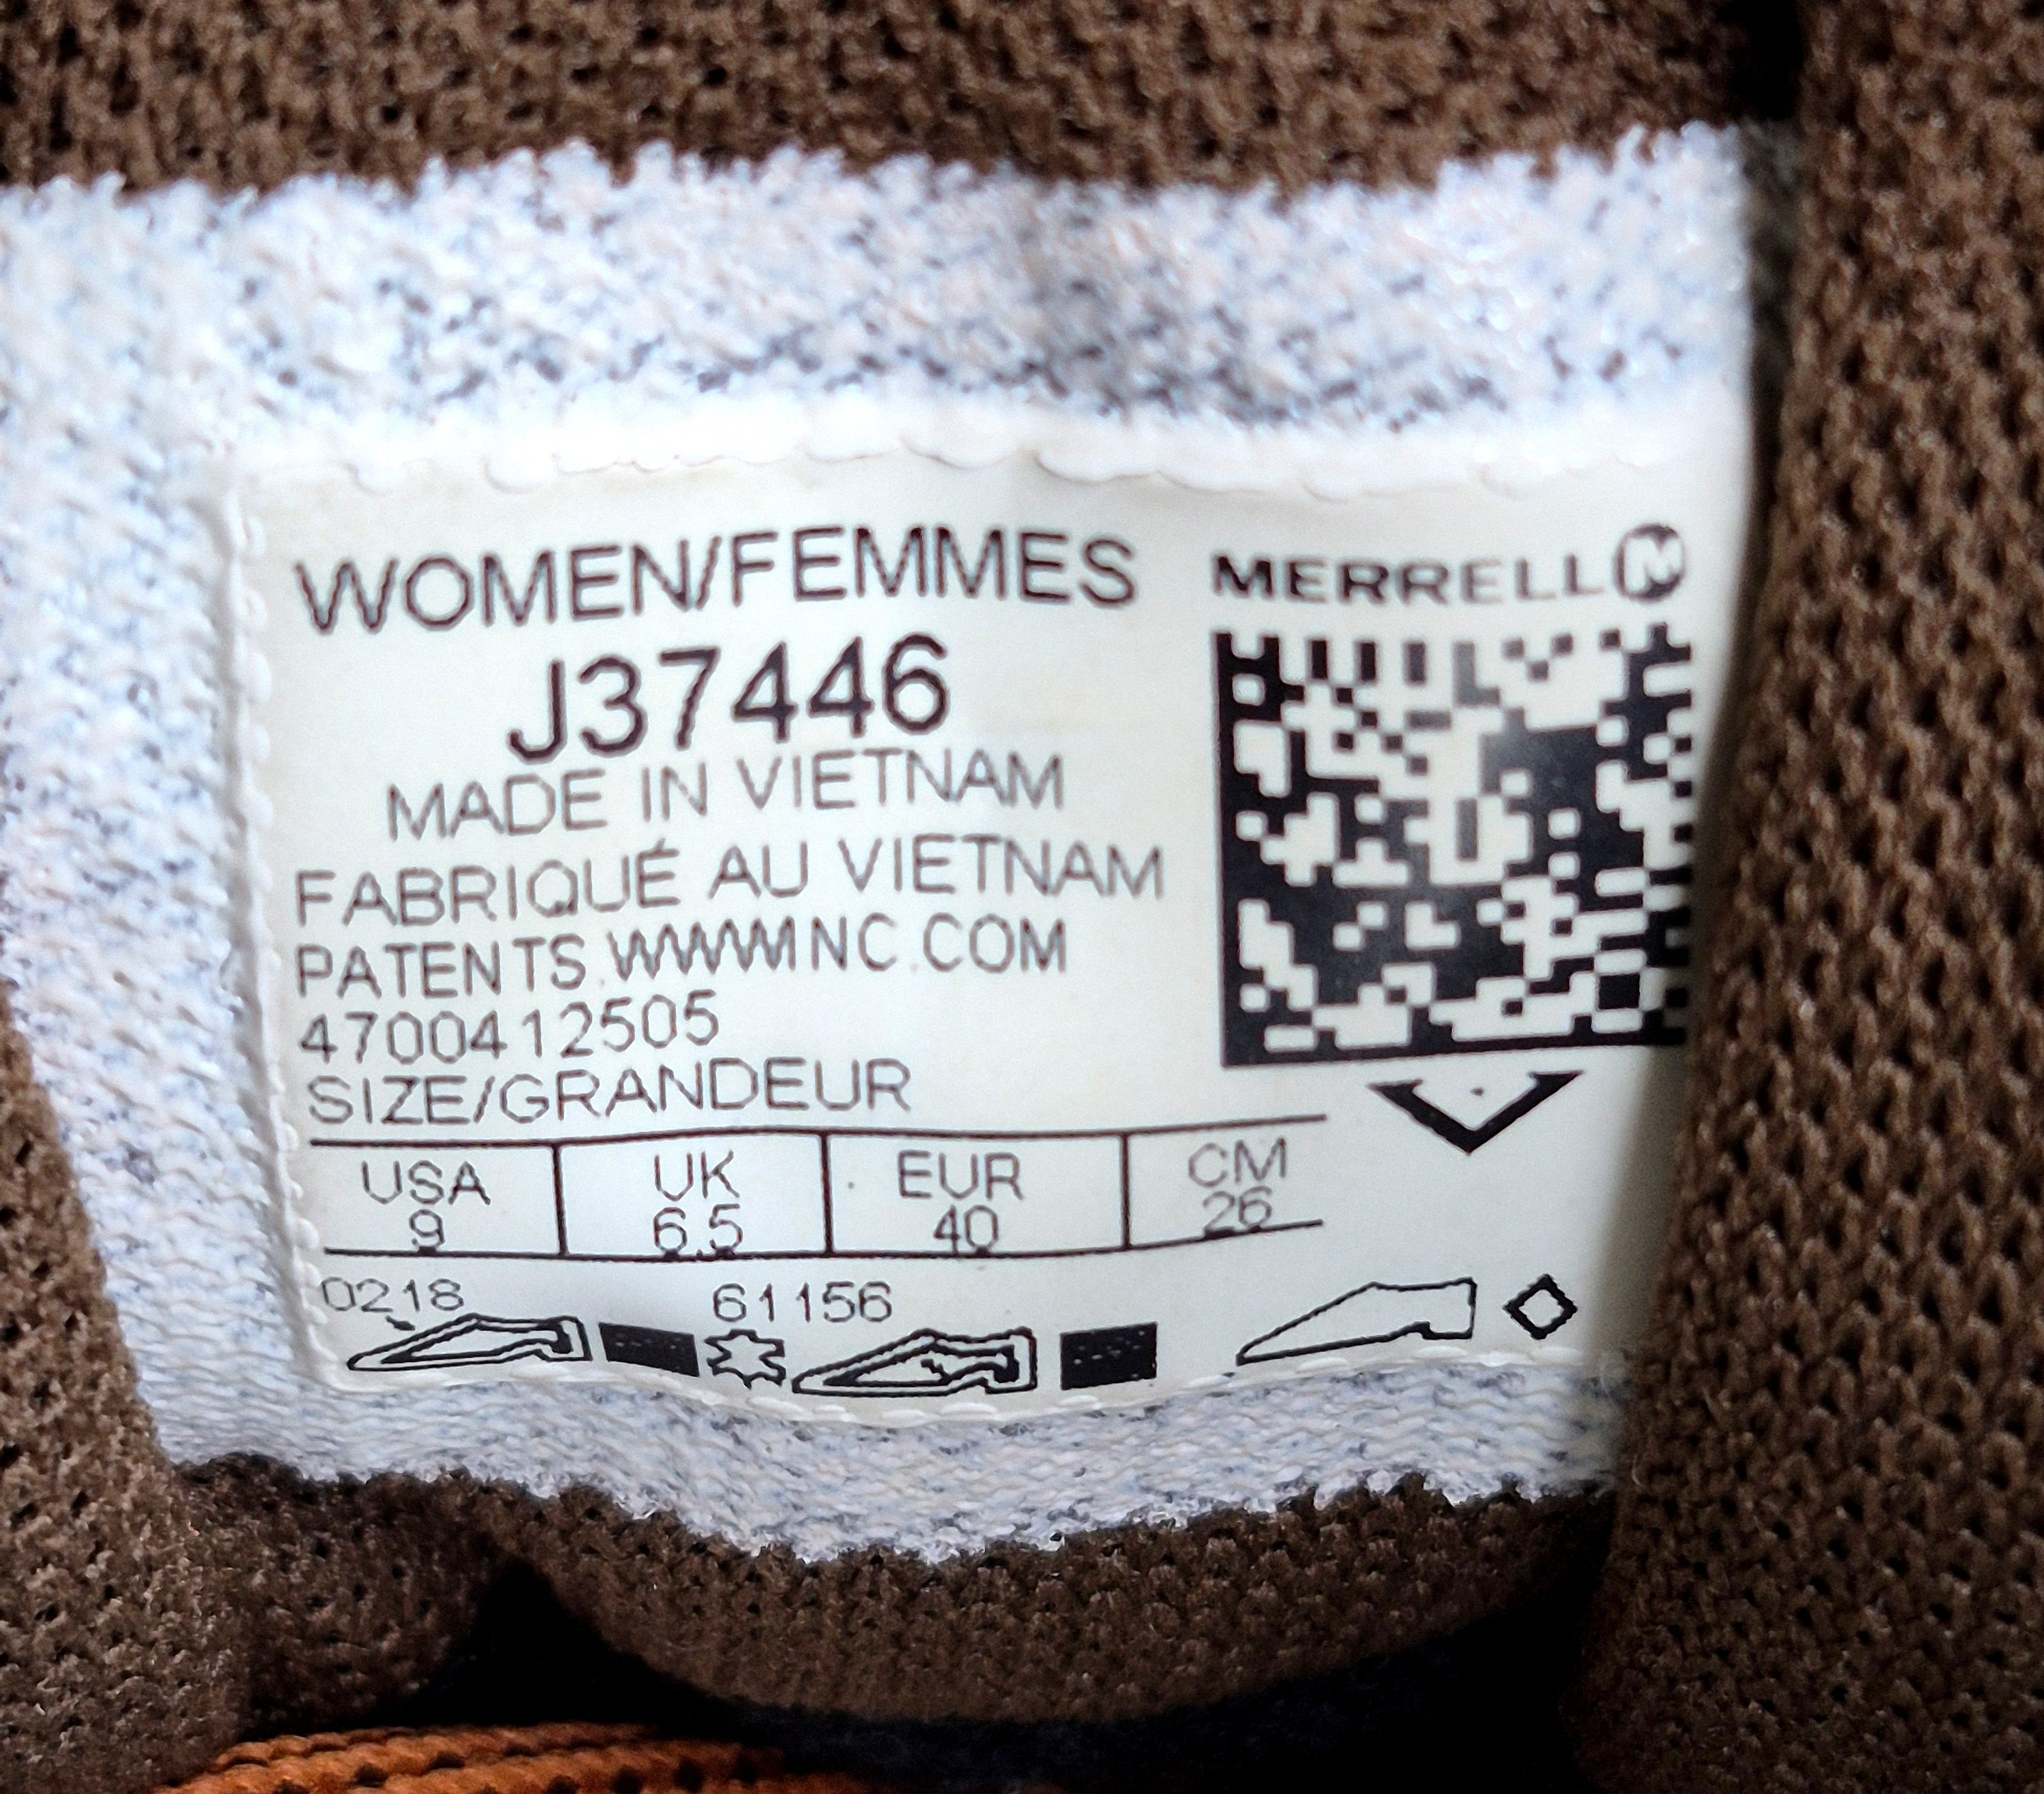 WOMEN/FEMMES
MERRELL
J37446
MADE IN VIETNAM
FABRIQUÉ AU VIETNAM
PATENTS WWWMNC.COM
4700412505
SIZE/GRANDEUR
USA UK EUR CM
9 6.5 40 26
0218 61156